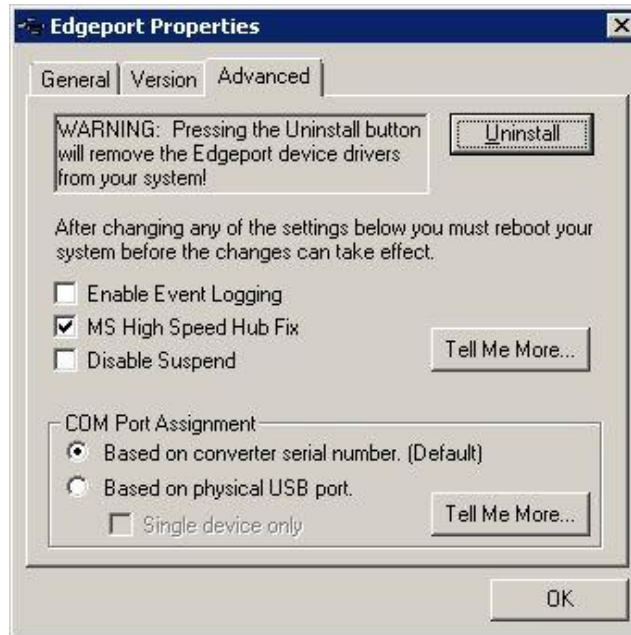 Edgeport Properties
General
Version
Advanced
WARNING: Pressing the Uninstall button
will remove the Edgeport device drivers
from your system!
Uninstall
After changing any of the settings below you must reboot your
system before the changes can take effect.
Enable Event Logging
MS High Speed Hub Fix
Disable Suspend
Tell Me More...
COM Port Assignment
Based on converter serial number. (Default)
Based on physical USB port.
Single device only
Tell Me More...
OK